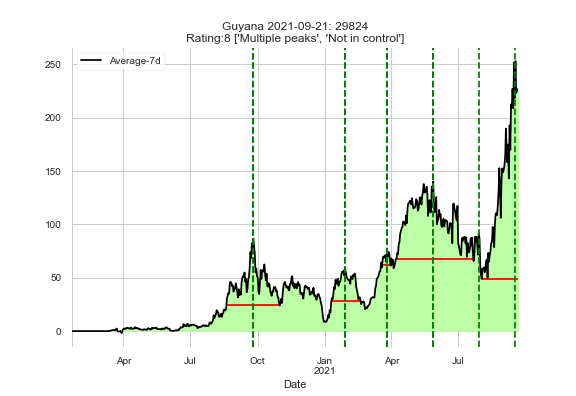 Guyana 2021-09-21: 29824
Rating:8 ['Multiple peaks', 'Not in control']
Average-7d
250
200
150
100
50
0
Apr
Jul
Oct
Jan
2021
Apr
Jul
Date